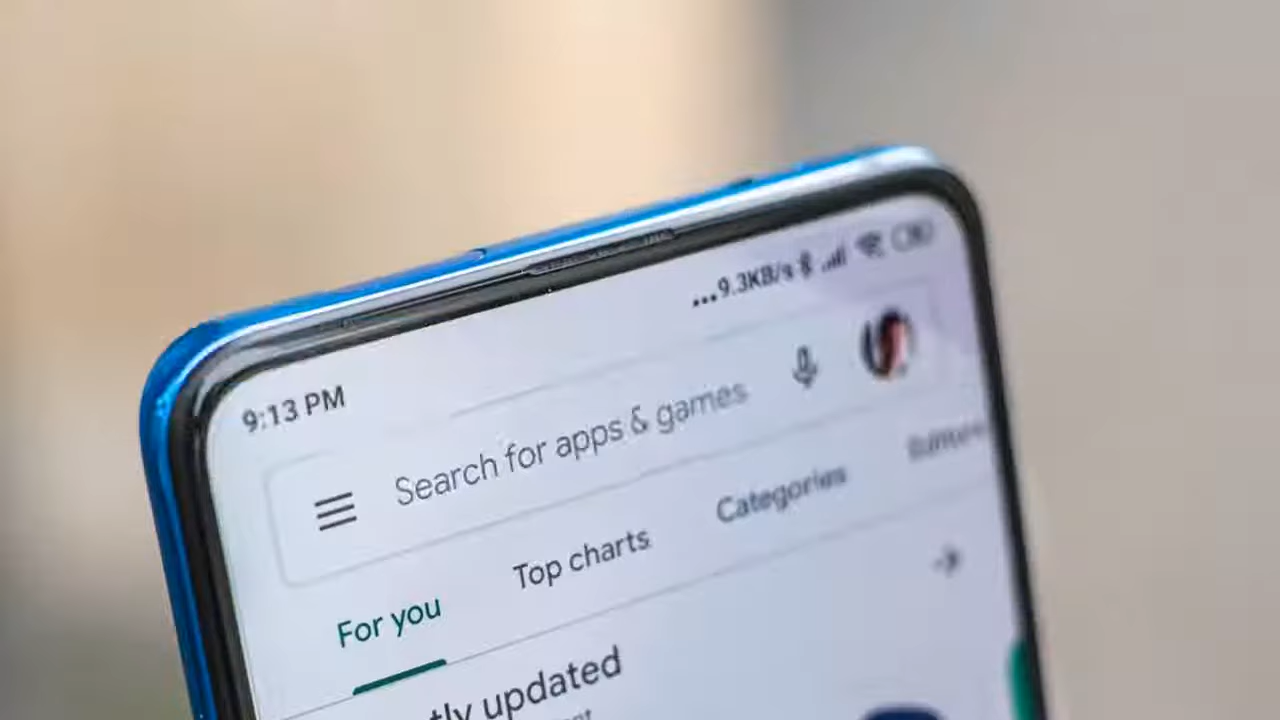 9:13 PM ...9.3KB/s
Search for apps & games
For you Top charts Categories
tly updated